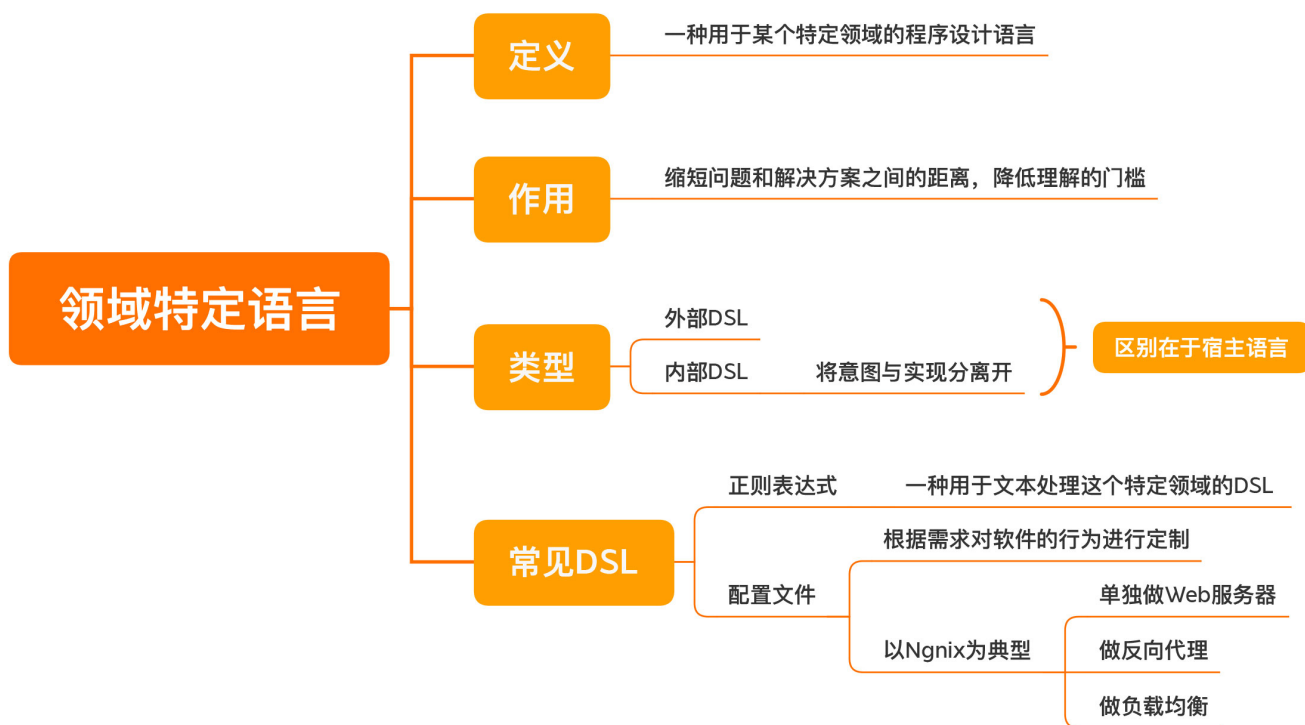 领域特定语言
定义
一种用于某个特定领域的程序设计语言
作用
缩短问题和解决方案之间的距离，降低理解的门槛
类型
外部DSL
内部DSL
将意图与实现分离开
区别在于宿主语言
常见DSL
正则表达式
一种用于文本处理这个特定领域的DSL
配置文件
根据需求对软件的行为进行定制
以Ngnix为典型
单独做Web服务器
做反向代理
做负载均衡